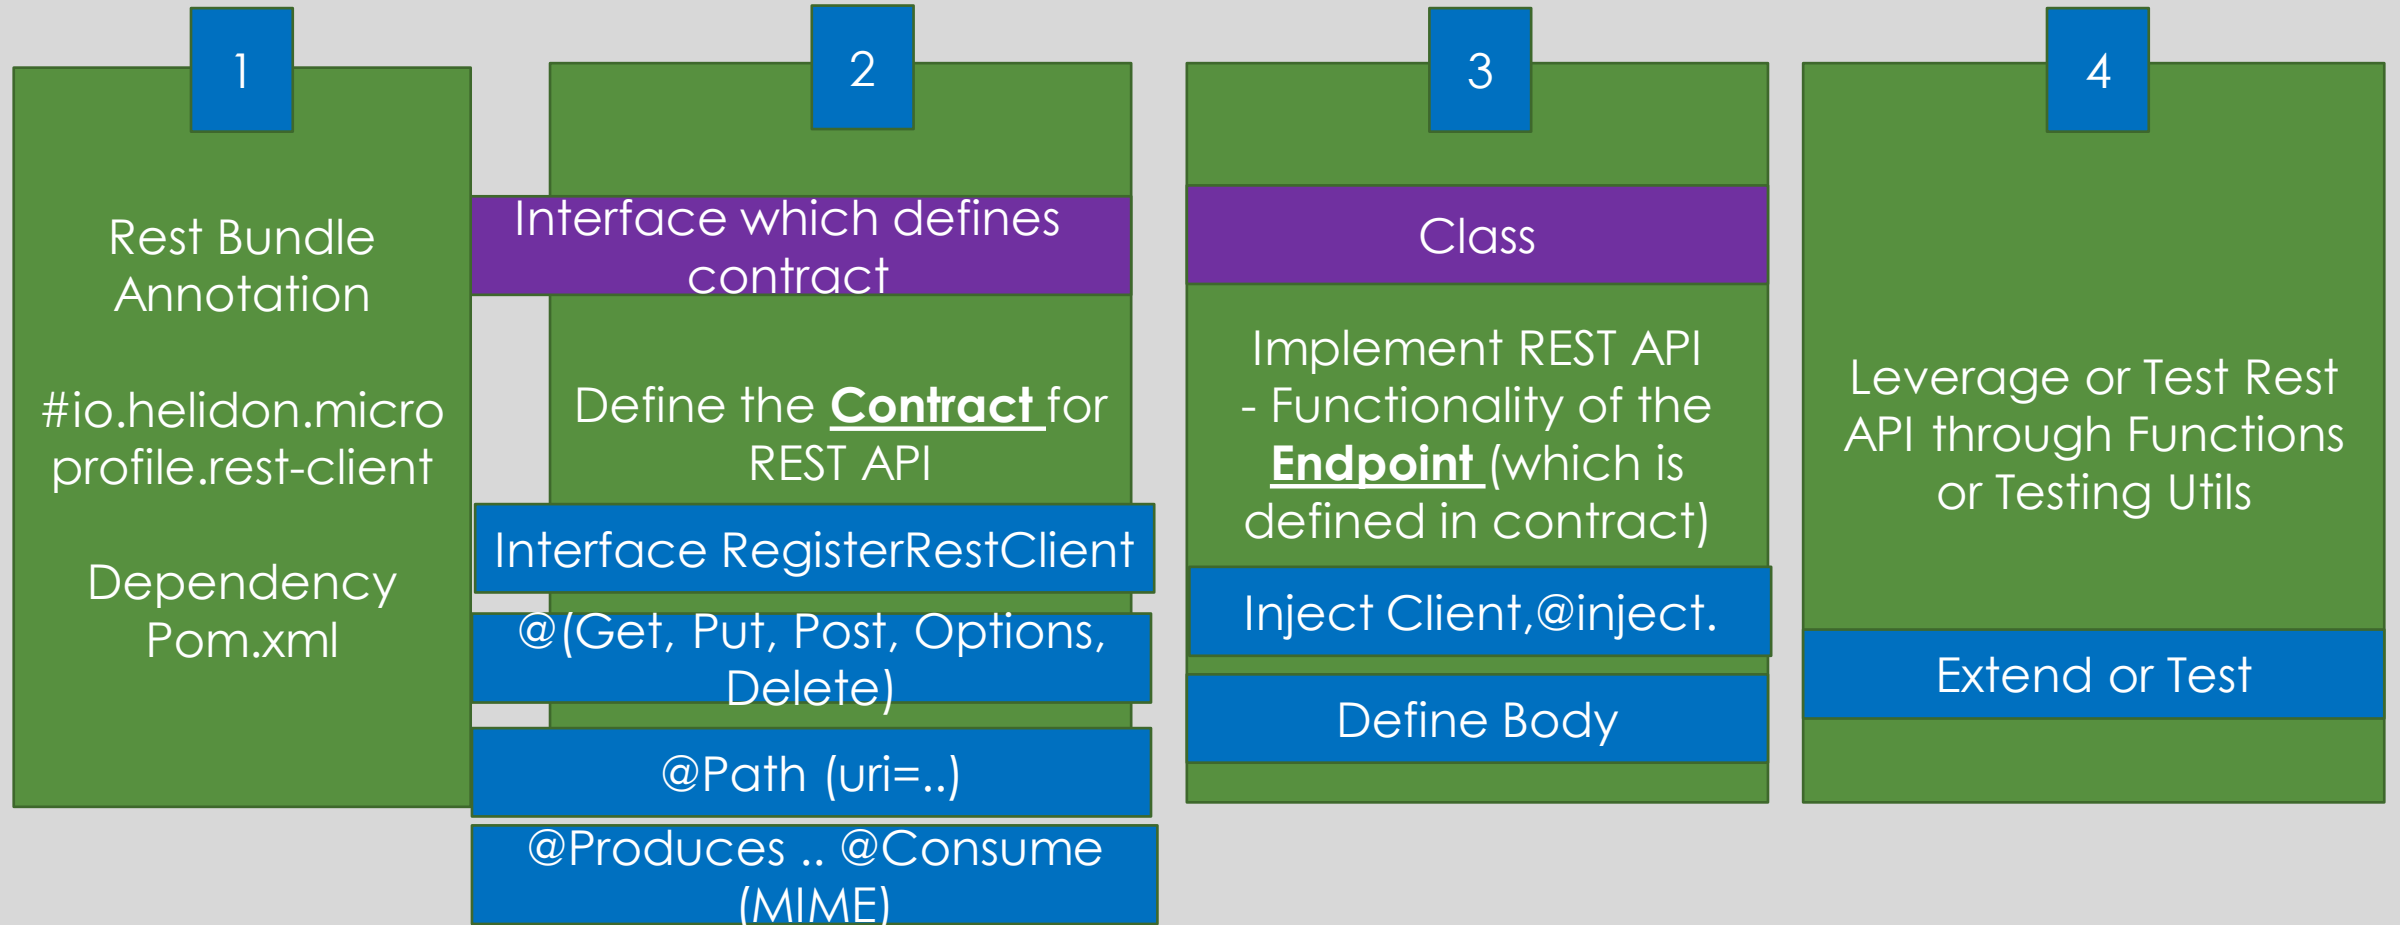 1
Rest Bundle
Annotation
#io.helidon.micro
profile.rest-client
Dependency
Pom.xml
2
Interface which defines
contract
Define the Contract for
REST API
Interface RegisterRestClient
@(Get, Put, Post, Options,
Delete)
@Path (uri=..)
@Produces .. @Consume
(MIME)
3
Class
Implement REST API
- Functionality of the
Endpoint (which is
defined in contract)
Inject Client,@inject.
Define Body
4
Leverage or Test Rest
API through Functions
or Testing Utils
Extend or Test